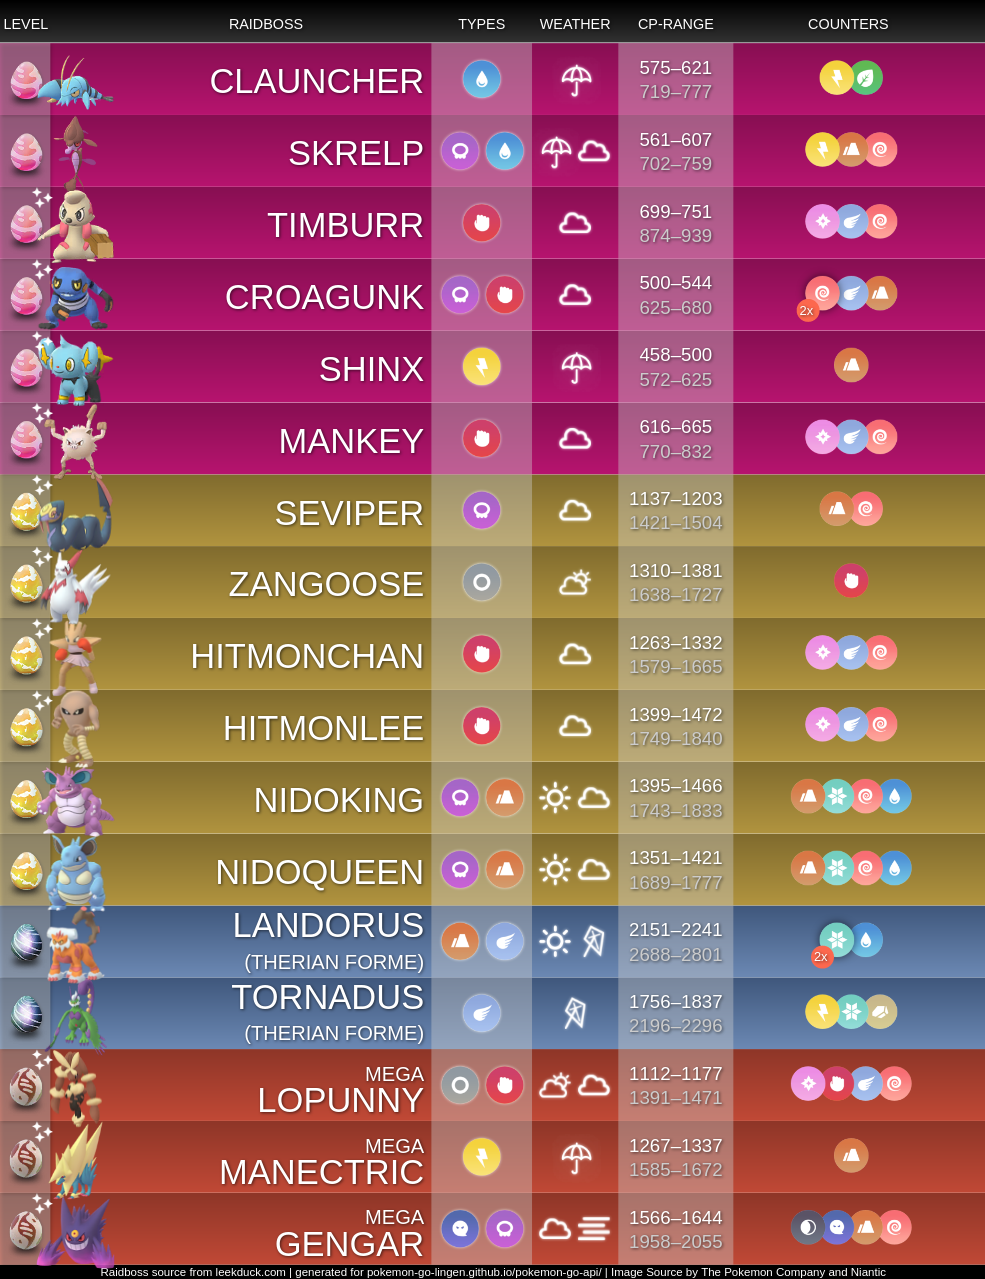 LEVEL RAIDBOSS TYPES WEATHER CP-RANGE COUNTERS
CLAUNCHER 575–621
719–777
SKRELP 561–607
702–759
TIMBURR 699–751
874–939
CROAGUNK 500–544
625–680
2x
SHINX 458–500
572–625
MANKEY 616–665
770–832
SEVIPER 1137–1203
1421–1504
ZANGOOSE 1310–1381
1638–1727
HITMONCHAN 1263–1332
1579–1665
HITMONLEE 1399–1472
1749–1840
NIDOKING 1395–1466
1743–1833
NIDOQUEEN 1351–1421
1689–1777
LANDORUS 2151–2241
(THERIAN FORME) 2688–2801
2x
TORNADUS 1756–1837
(THERIAN FORME) 2196–2296
MEGA 1112–1177
LOPUNNY 1391–1471
MEGA 1267–1337
MANECTRIC 1585–1672
MEGA 1566–1644
GENGAR 1958–2055
Raidboss source from leekduck.com | generated for pokemon-go-lingen.github.io/pokemon-go-api/ | Image Source by The Pokemon Company and Niantic